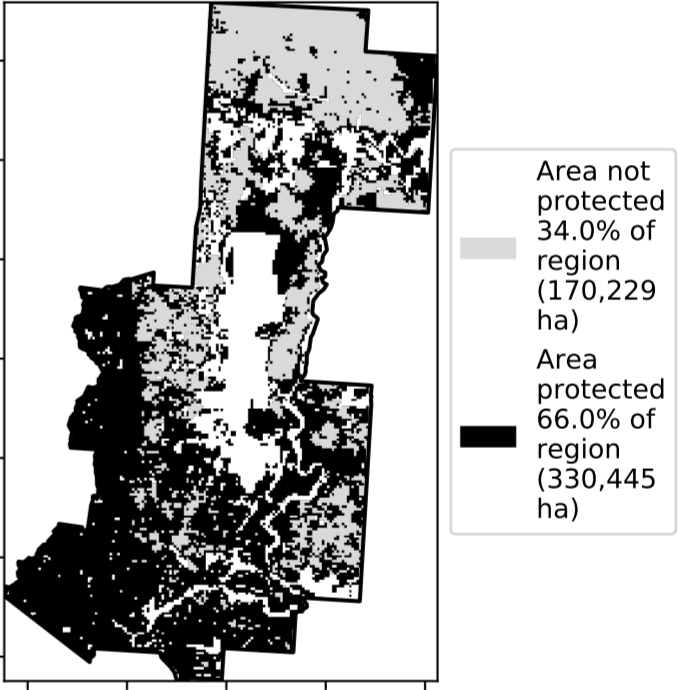 Area not
protected
34.0% of
region
(170,229
ha)
Area
protected
66.0% of
region
(330,445
ha)